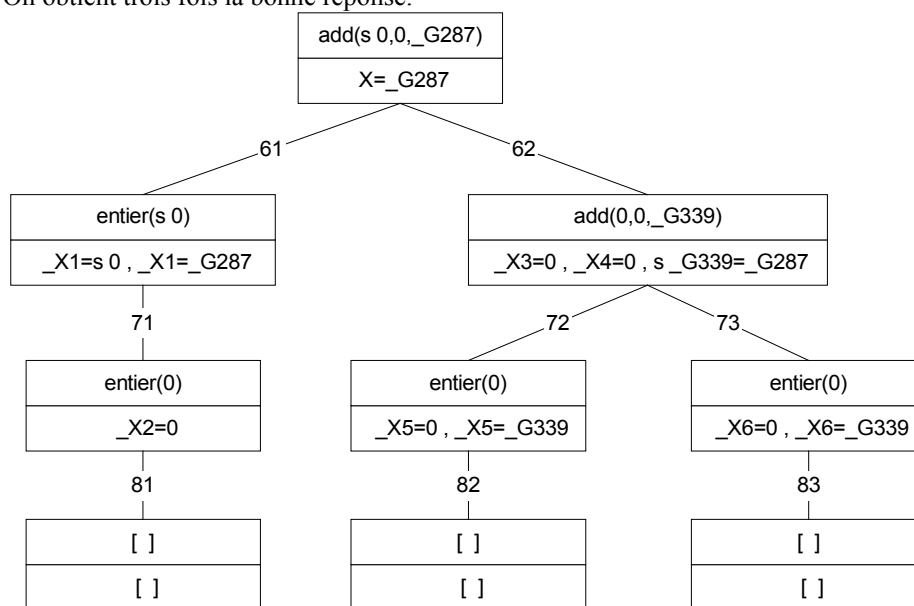 On obtient trois fois la bonne réponse.
add(s 0,0,_G287)
X=_G287
61
62
entier(s 0)
add(0,0,_G339)
_X1=s 0 , _X1=_G287
_X3=0 , _X4=0 , s _G339=_G287
71
72
73
entier(0)
entier(0)
entier(0)
_X2=0
_X5=0 , _X5=_G339
_X6=0 , _X6=_G339
81
82
83
[ ]
[ ]
[ ]
[ ]
[ ]
[ ]